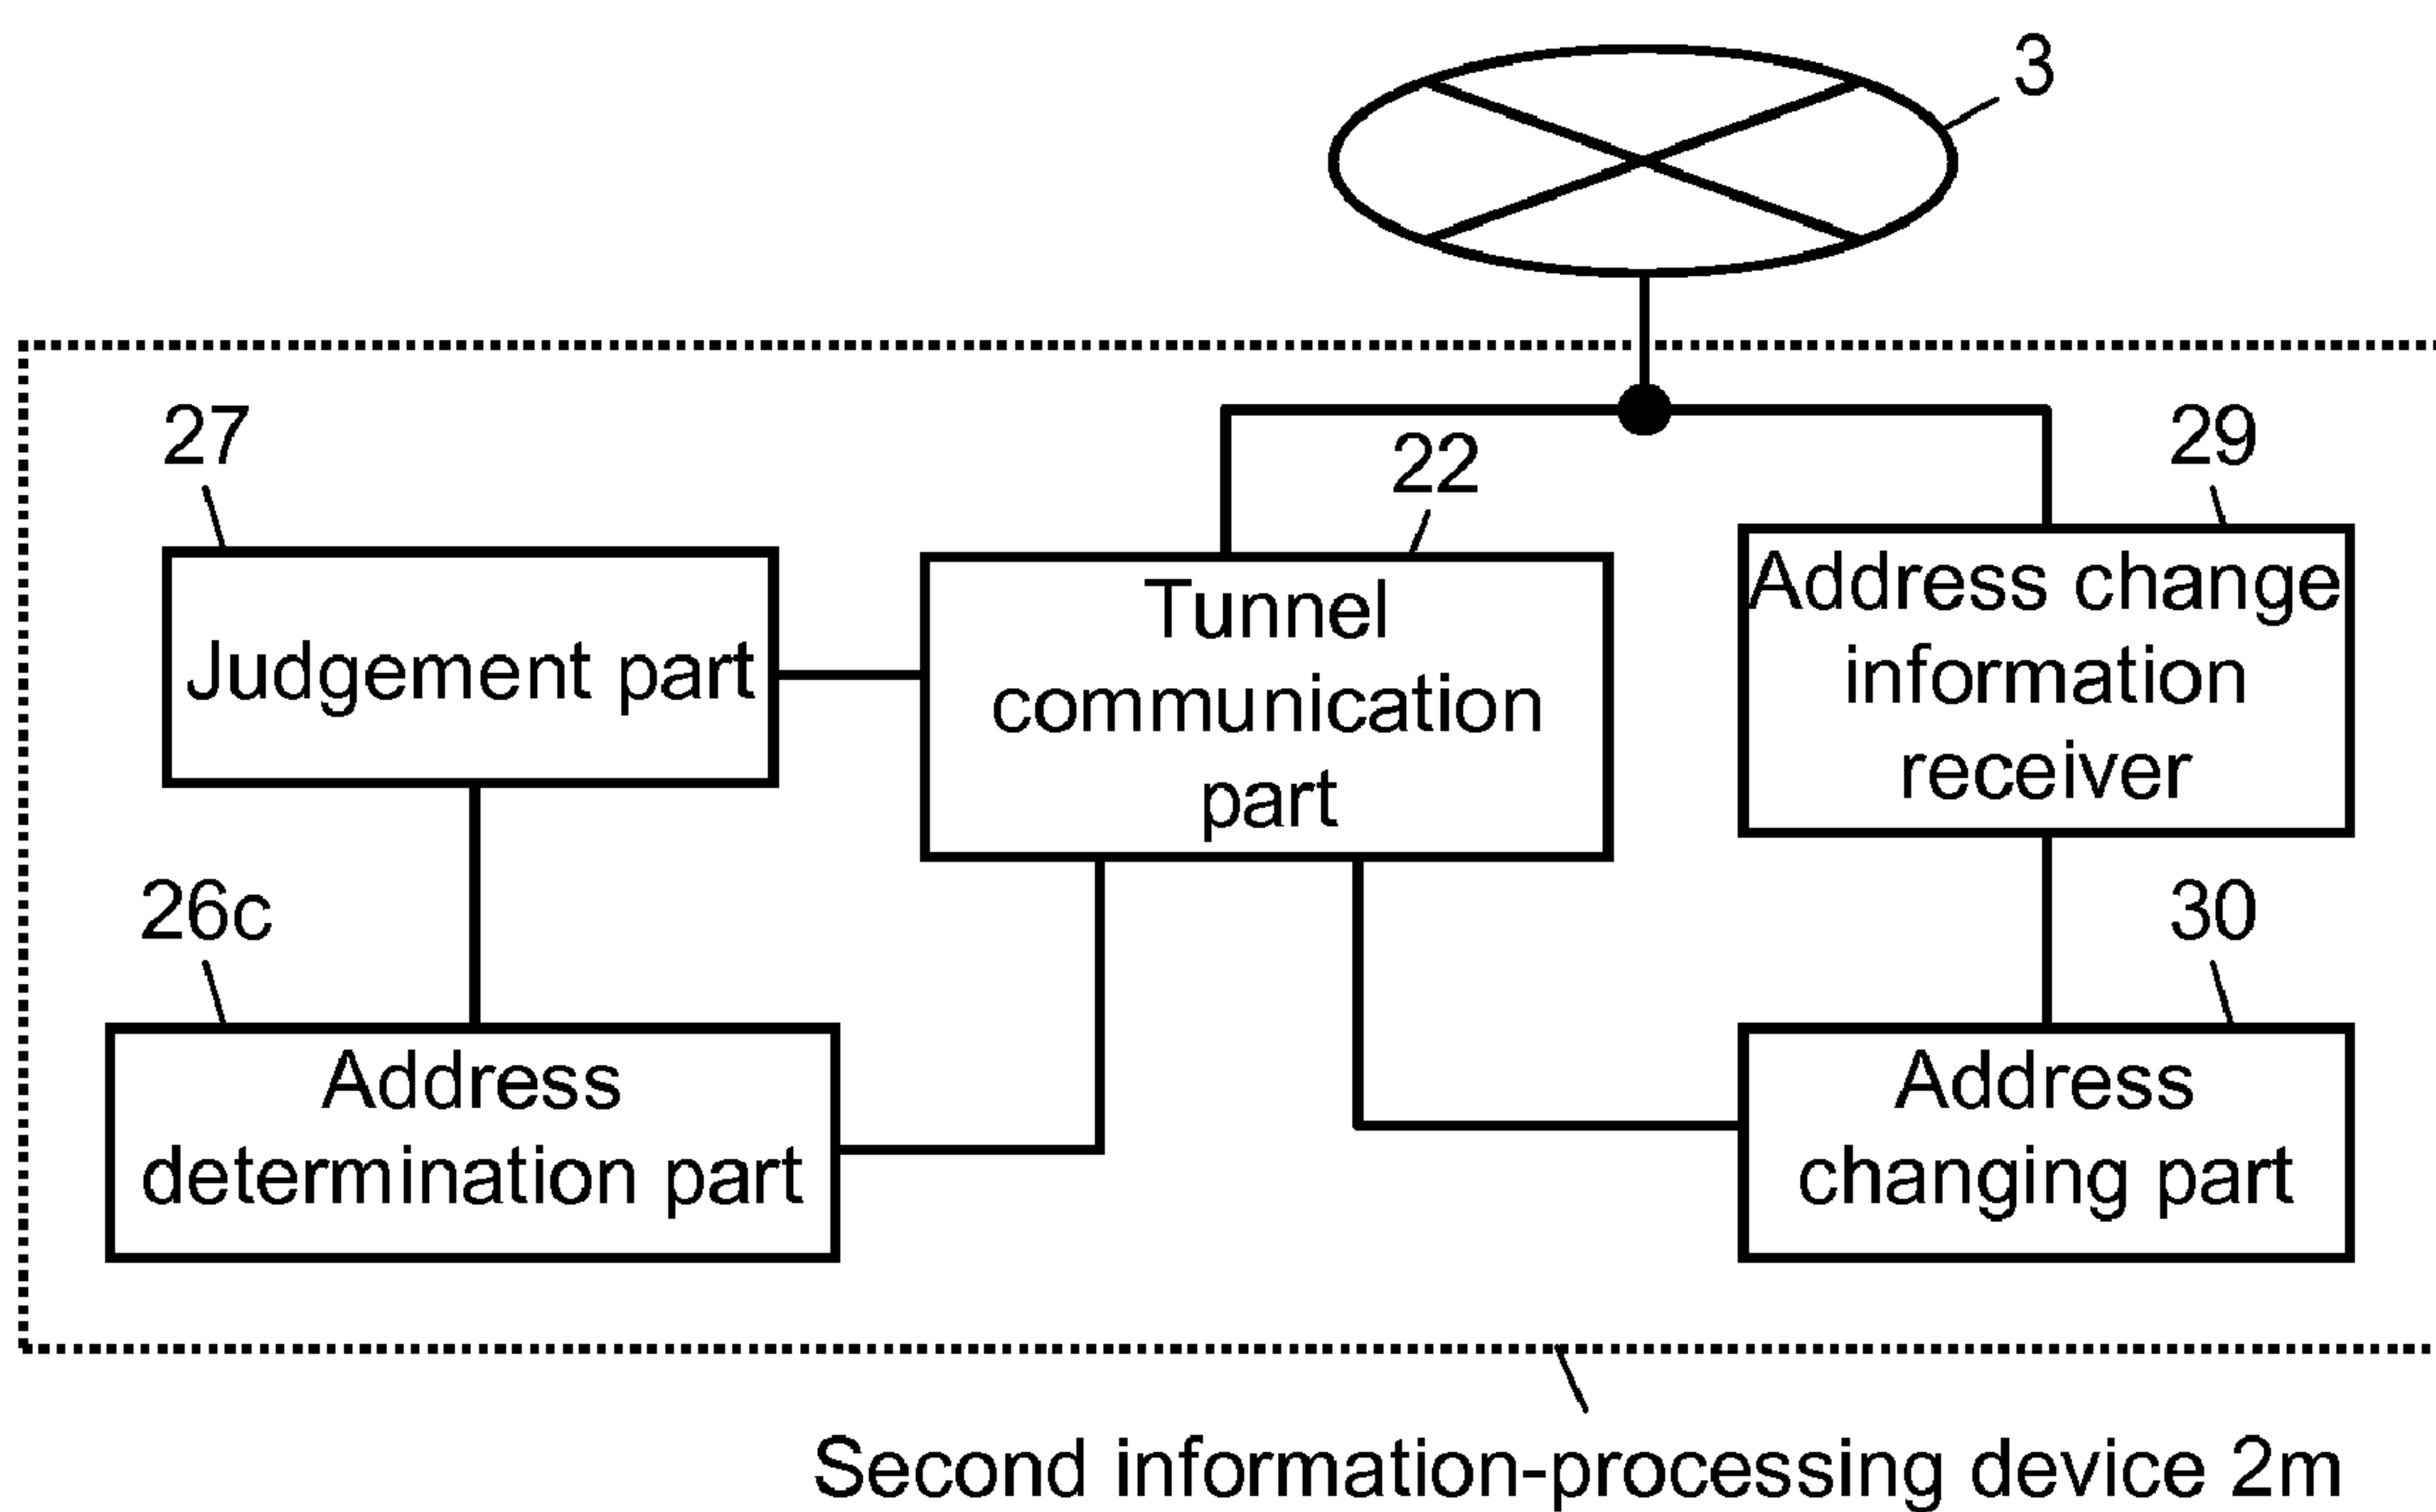 3
27
22
29
Judgement part
Tunnel
communication
part
Address change
information
receiver
26c
30
Address
determination part
Address
changing part
Second information-processing device 2m